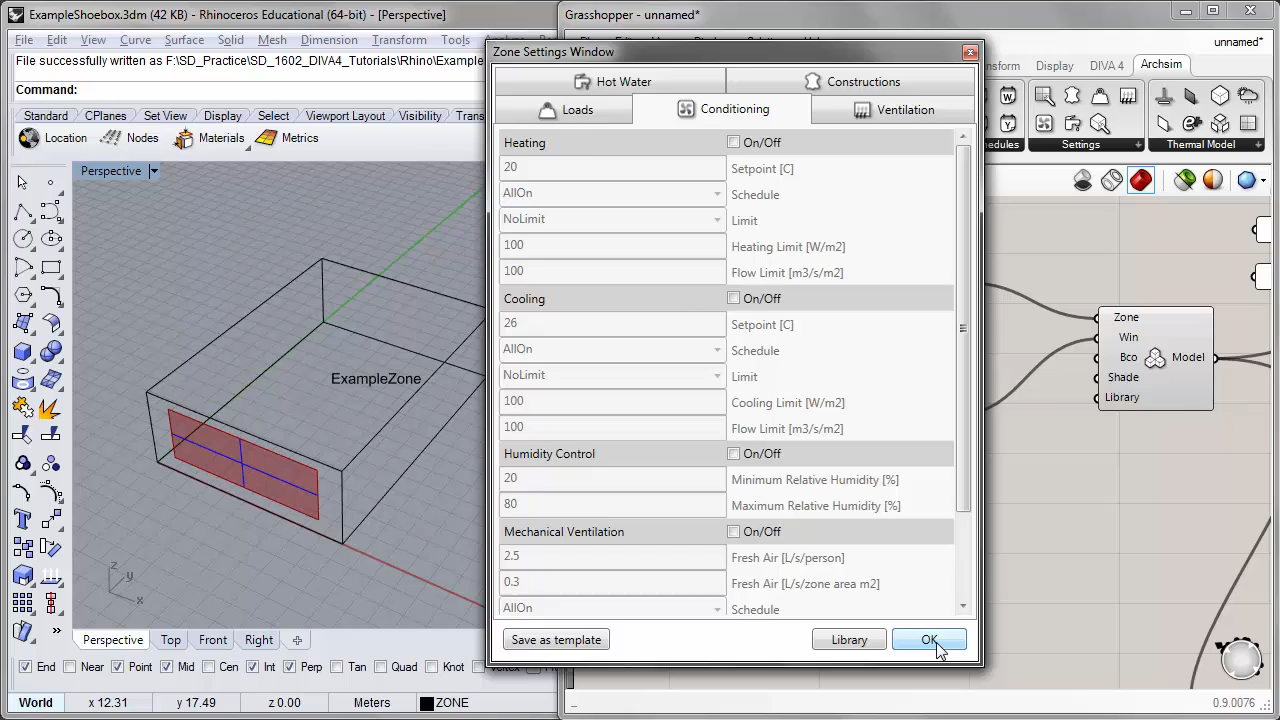 ExampleShoebox.3dm (42 KB) - Rhinoceros Educational (64-bit) - [Perspective]
File Edit View Curve Surface Solid Mesh Dimension Transform Tools
File successfully written as F:\SD_Practice\SD_1602_DIVA4_Tutorials\Rhino\Example
Command:
Standard CPlanes Set View Display Select Viewport Layout Visibility Trans
Location Nodes Materials Metrics
Perspective
ExampleZone
z
y
x
Perspective Top Front Right
End Near Point Mid Cen Int Perp Tan Quad Knot Vertex
World x 12.31 y 17.49 z 0.00 Meters ZONE
Grasshopper - unnamed*
unnamed*
nsform Display DIVA 4 Archsim
edules Settings Thermal Model
Zone
Win
Bco Model
Shade
Library
0.9.0076
Zone Settings Window
Hot Water Constructions
Loads Conditioning Ventilation
Heating On/Off
20 Setpoint [C]
AllOn Schedule
NoLimit Limit
100 Heating Limit [W/m2]
100 Flow Limit [m3/s/m2]
Cooling On/Off
26 Setpoint [C]
AllOn Schedule
NoLimit Limit
100 Cooling Limit [W/m2]
100 Flow Limit [m3/s/m2]
Humidity Control On/Off
20 Minimum Relative Humidity [%]
80 Maximum Relative Humidity [%]
Mechanical Ventilation On/Off
2.5 Fresh Air [L/s/person]
0.3 Fresh Air [L/s/zone area m2]
AllOn Schedule
Save as template Library OK